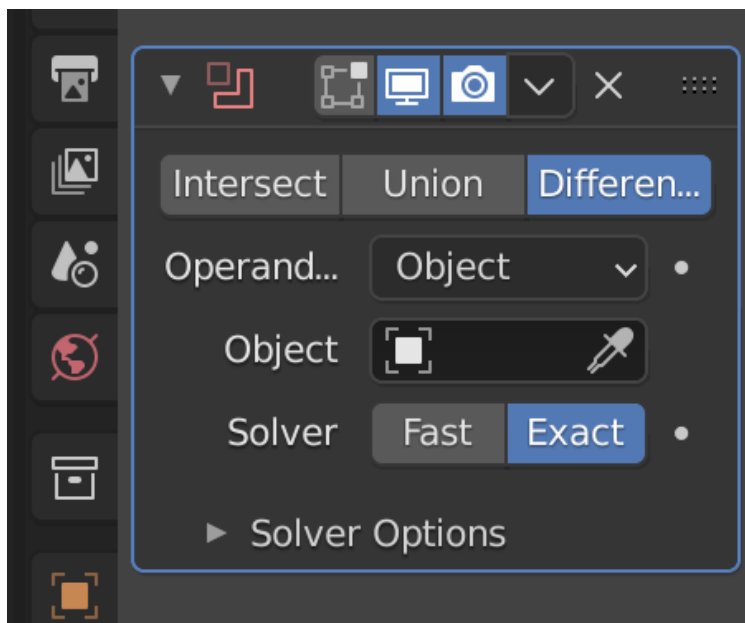 Intersect Union Differen...
Operand... Object
Object
Solver Fast Exact
Solver Options